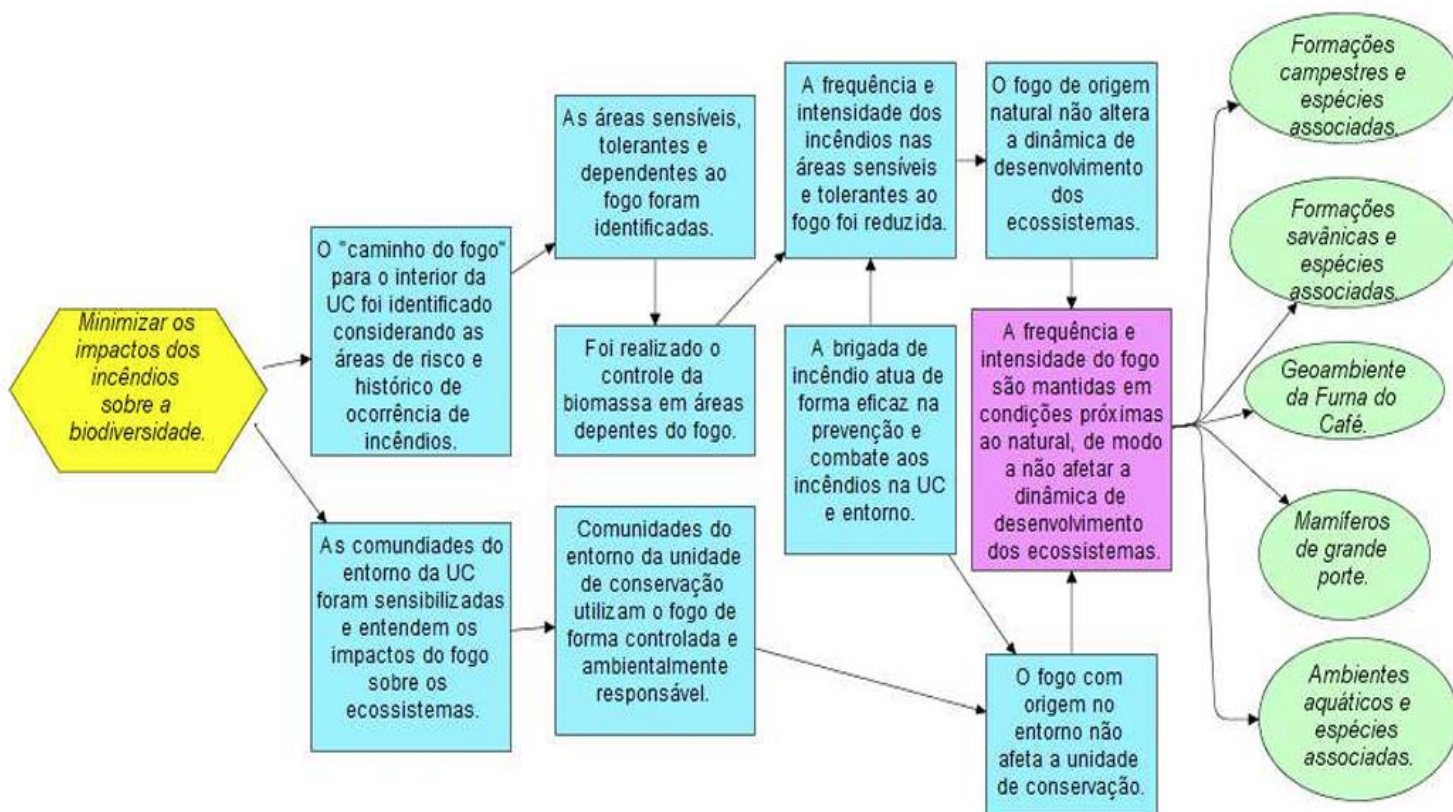 Minimizar os
impactos dos
incêndios
sobre a
biodiversidade.
O "caminho do fogo"
para o interior da
UC foi identificado
considerando as
áreas de risco e
histórico de
ocorrência de
incêndios.
As comundiades do
entorno da UC
foram sensibilizadas
e entendem os
impactos do fogo
sobre os
ecossistemas.
As áreas sensíveis,
tolerantes e
dependentes ao
fogo foram
identificadas.
Foi realizado o
controle da
biomassa em áreas
depentes do fogo.
Comunidades do
entorno da unidade
de conservação
utilizam o fogo de
forma controlada e
ambientalmente
responsável.
A frequência e
intensidade dos
incêndios nas
áreas sensíveis
e tolerantes ao
fogo foi reduzida.
A brigada de
incêndio atua de
forma eficaz na
prevenção e
combate aos
incêndios na UC
e entorno.
O fogo de origem
natural não altera
a dinâmica de
desenvolvimento
dos
ecossistemas.
A frequência e
intensidade do fogo
são mantidas em
condições próximas
ao natural, de modo
a não afetar a
dinâmica de
desenvolvimento
dos ecossistemas.
O fogo com
origem no
entorno não
afeta a unidade
de conservação.
Formações
campestres e
espécies
associadas.
Formações
savânicas e
espécies
associadas.
Geoambiente
da Furna do
Café.
Mamíferos
de grande
porte.
Ambientes
aquáticos e
espécies
associadas.